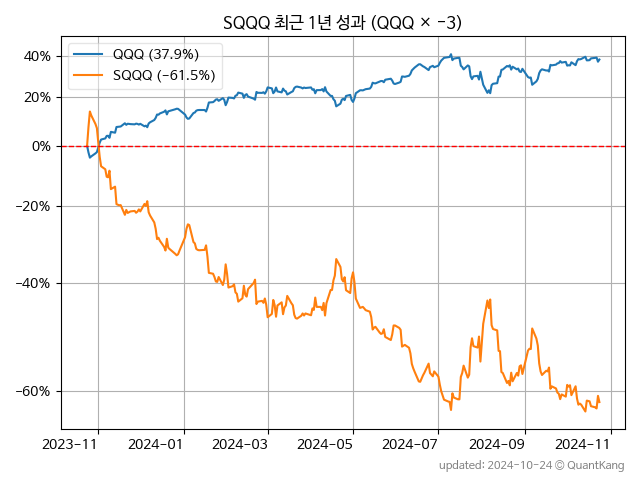 SQQQ 최근 1년 성과 (QQQ × −3)
QQQ (37.9%)
SQQQ (−61.5%)
40%
20%
0%
−20%
−40%
−60%
2023-11 2024-01 2024-03 2024-05 2024-07 2024-09 2024-11
updated: 2024-10-24 © QuantKang